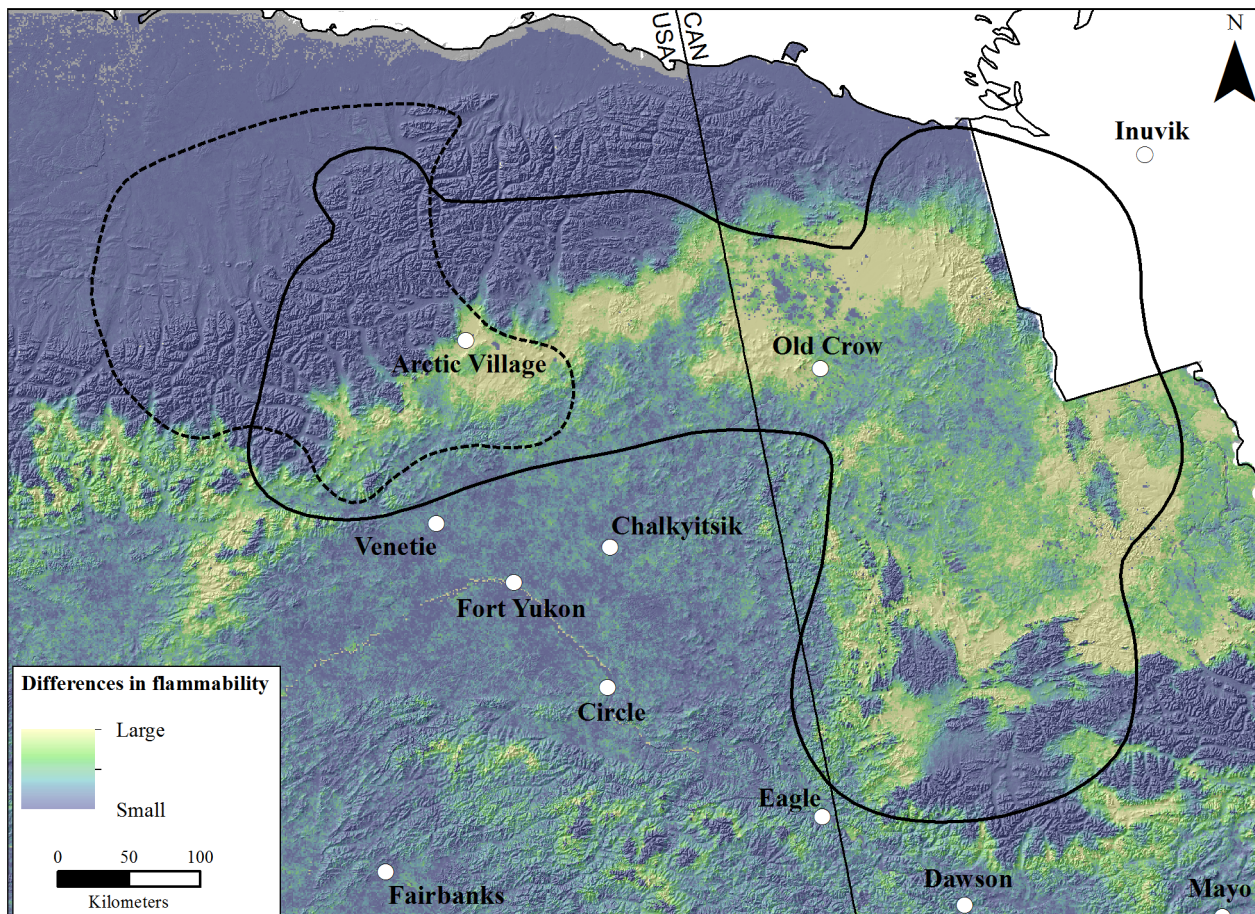 CAN
USA
N
Inuvik
Old Crow
Arctic Village
Chalkyitsik
Venetie
Fort Yukon
Circle
Eagle
Dawson
Fairbanks
Mayo
Differences in flammability
Large
Small
0 50 100
Kilometers